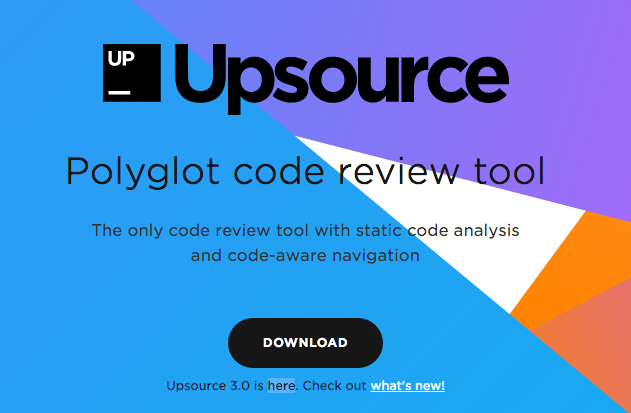 UP
Upsource
Polyglot code review tool
The only code review tool with static code analysis
and code-aware navigation
DOWNLOAD
Upsource 3.0 is here. Check out what's new!